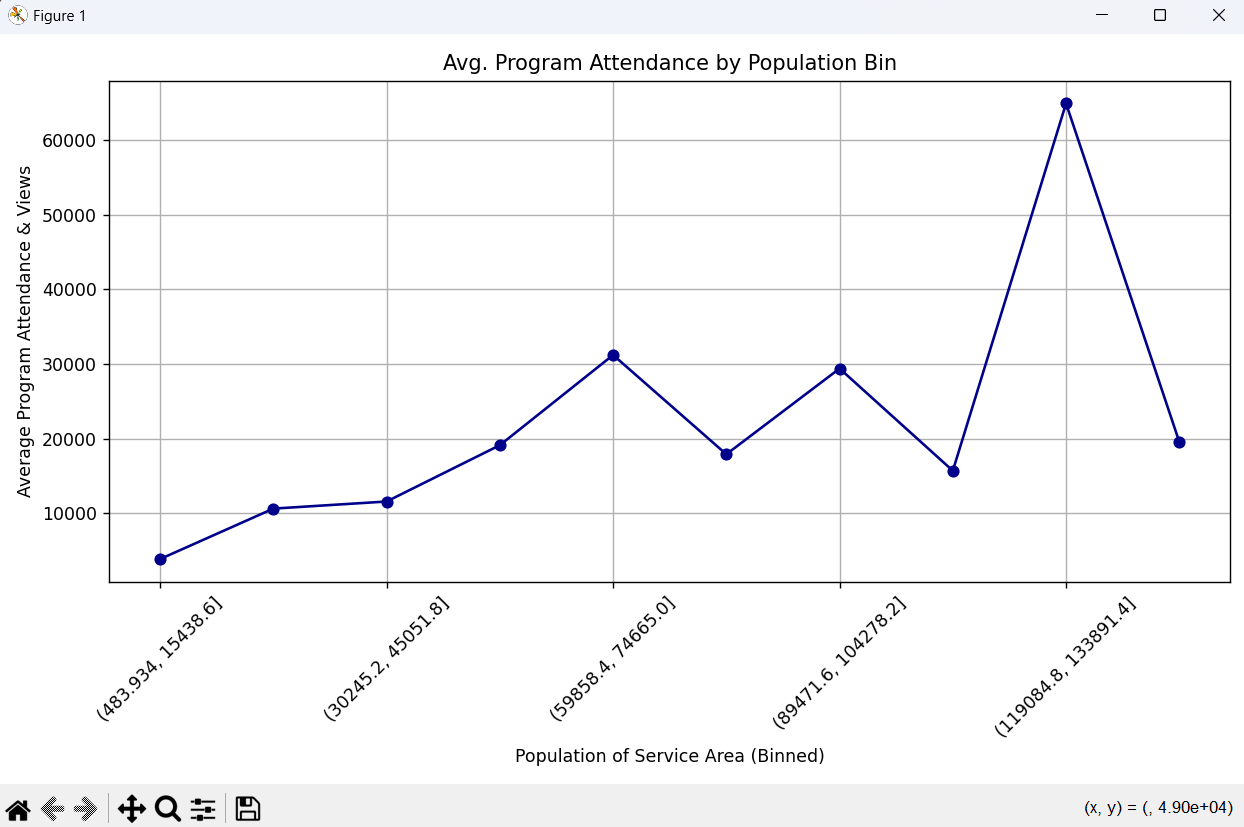 Figure 1
Avg. Program Attendance by Population Bin
Average Program Attendance & Views
60000
50000
40000
30000
20000
10000
(483.934, 15438.6]
(30245.2, 45051.8]
(59858.4, 74665.0]
(89471.6, 104278.2]
(119084.8, 133891.4]
Population of Service Area (Binned)
(x, y) = (, 4.90e+04)